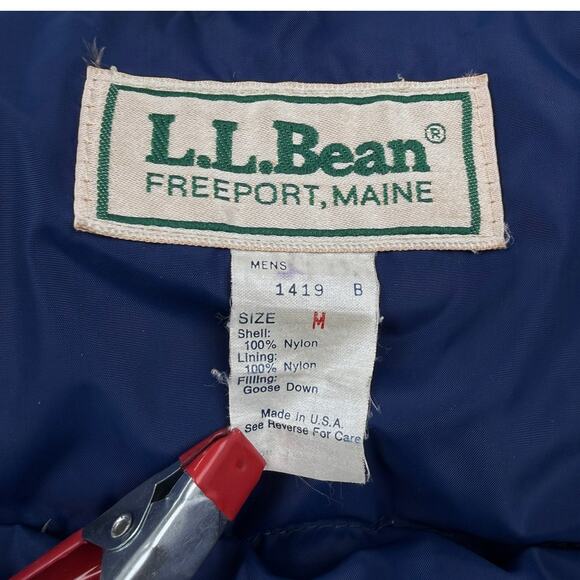 L.L.Bean®
FREEPORT, MAINE
MENS
1419 B
SIZE M
Shell:
100% Nylon
Lining:
100% Nylon
Filling:
Goose Down
Made in U.S.A.
See Reverse For Care